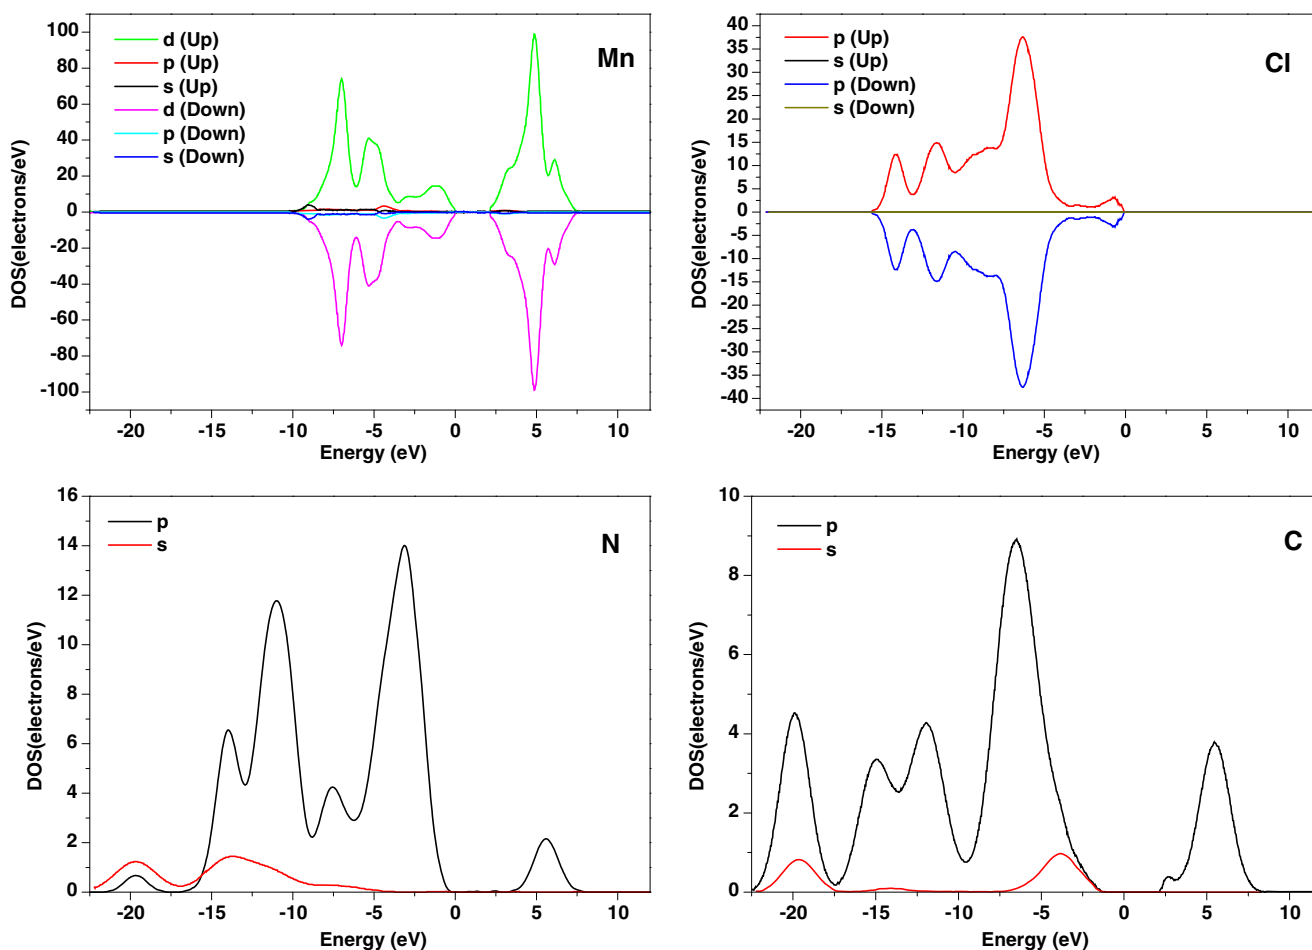 d (Up)
p (Up)
s (Up)
d (Down)
p (Down)
s (Down)
Mn
100
80
60
40
20
0
-20
-40
-60
-80
-100
DOS(electrons/eV)
-20 -15 -10 -5 0 5 10
Energy (eV)
p (Up)
s (Up)
p (Down)
s (Down)
Cl
40
35
30
25
20
15
10
5
0
-5
-10
-15
-20
-25
-30
-35
-40
DOS(electrons/eV)
-20 -15 -10 -5 0 5 10
Energy (eV)
p
s
N
16
14
12
10
8
6
4
2
0
DOS(electrons/eV)
-20 -15 -10 -5 0 5 10
Energy (eV)
p
s
C
10
8
6
4
2
0
DOS(electrons/eV)
-20 -15 -10 -5 0 5 10
Energy (eV)